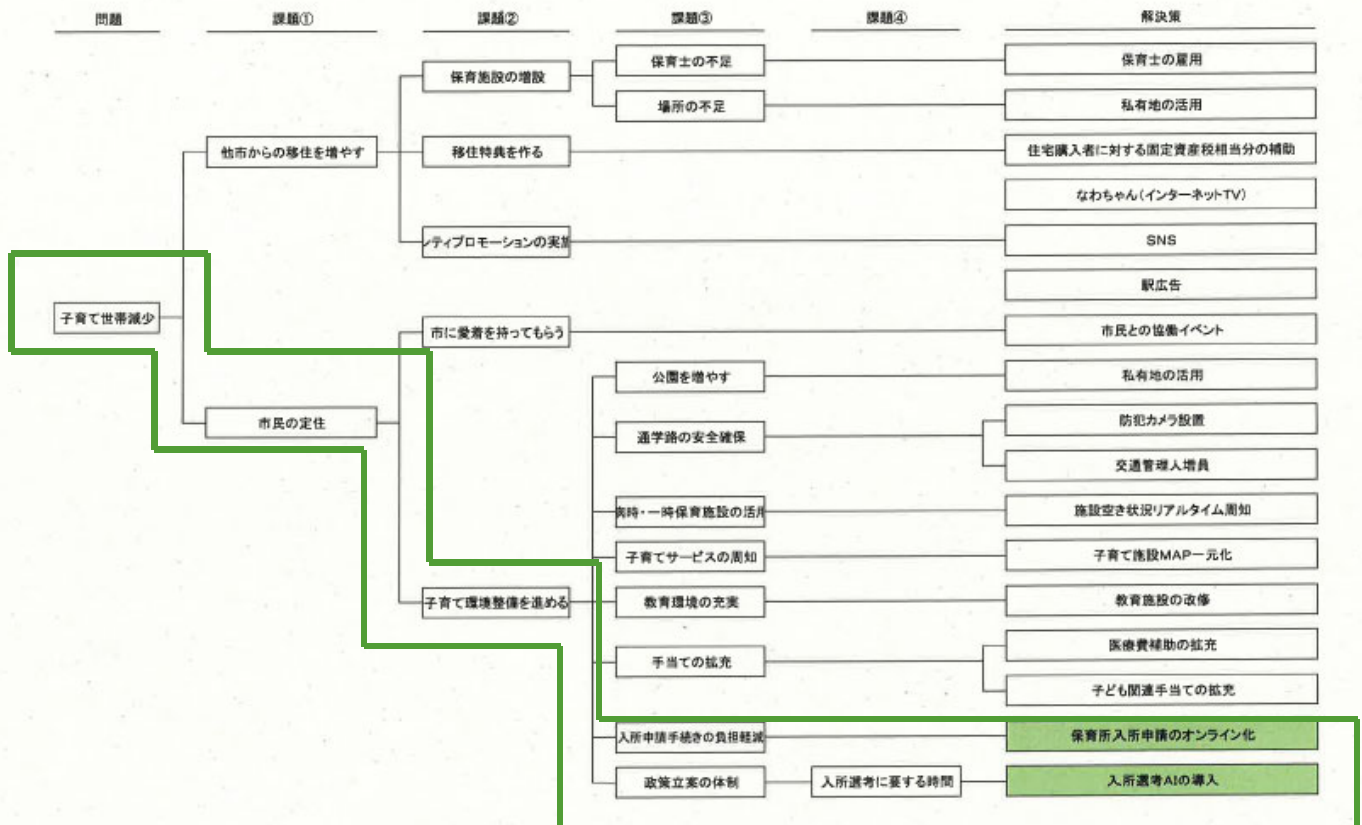 問題 課題① 課題② 課題③ 課題④ 解決策
保育施設の増設 保育士の不足 保育士の雇用
場所の不足 私有地の活用
他市からの移住を増やす 移住特典を作る 住宅購入者に対する固定資産税相当分の補助
なわちゃん(インターネットTV)
ティプロモーションの実 SNS
駅広告
子育て世帯減少 市に愛着を持ってもらう 市民との協働イベント
公園を増やす 私有地の活用
市民の定住 通学路の安全確保 防犯カメラ設置
交通管理人増員
時・一時保育施設の活 施設空き状況リアルタイム周知
子育てサービスの周知 子育て施設MAP一元化
子育て環境整備を進める 教育環境の充実 教育施設の改修
手当ての拡充 医療費補助の拡充
子ども関連手当ての拡充
入所申請手続きの負担軽減 保育所入所申請のオンライン化
政策立案の体制 入所選考に要する時間 入所選考AIの導入